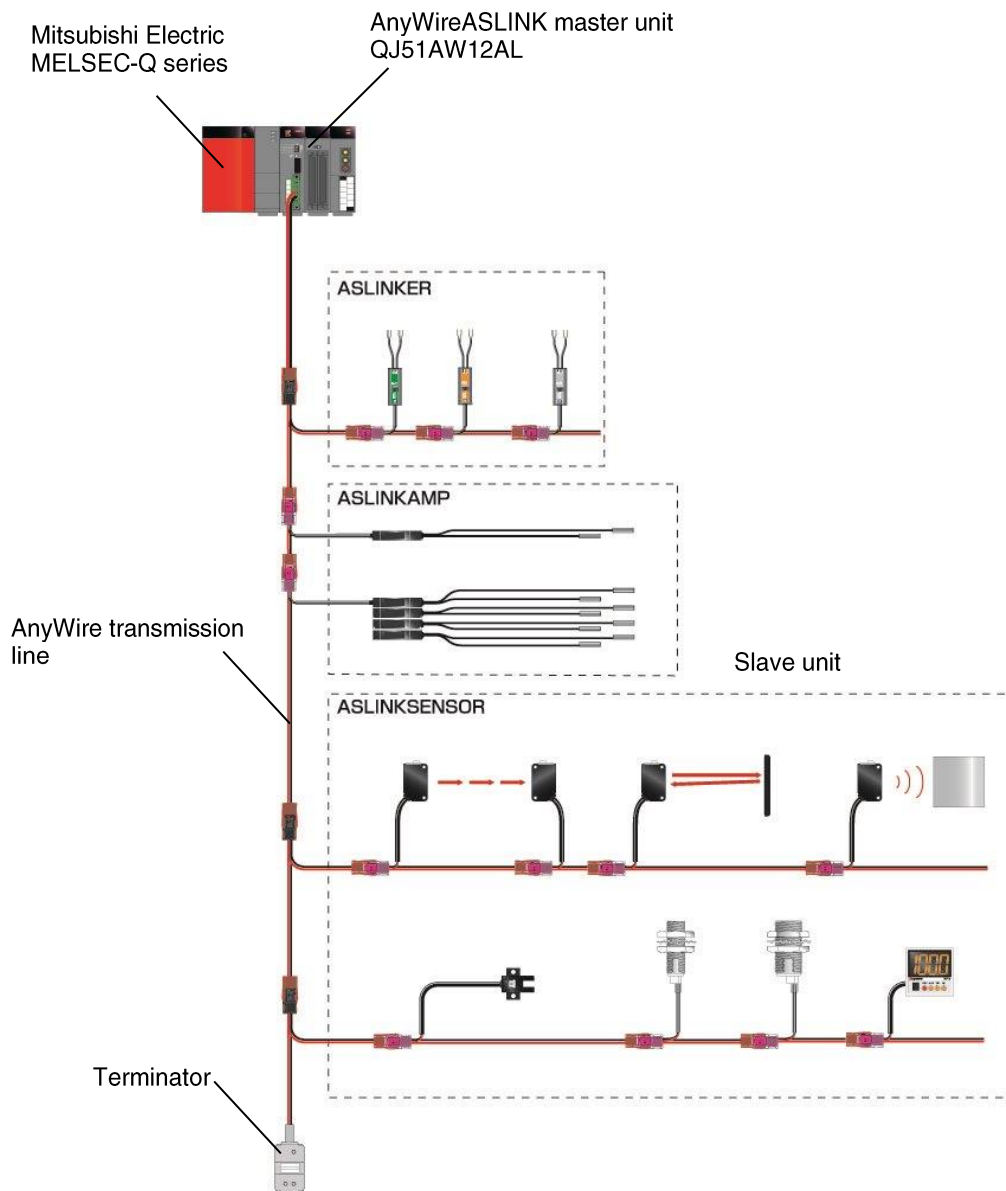 Mitsubishi Electric
MELSEC-Q series
AnyWireASLINK master unit
QJ51AW12AL
ASLINKER
ASLINKAMP
AnyWire transmission
line
Slave unit
ASLINKSENSOR
1000
Terminator